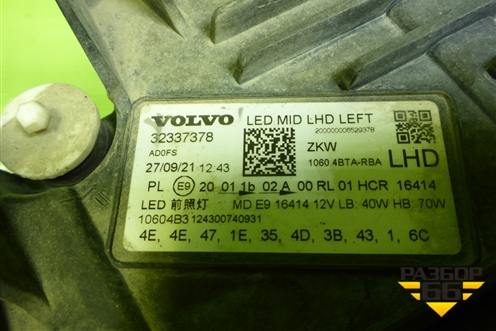 VOLVO LED MID LHD LEFT
32337378 200000006529378
AD0FS ZKW
27/09/21 12:43 1060.4BTA-RBA LHD
PL E9 20 01 1b 02 A 00 RL 01 HCR 16414
LED 前照灯 MD E9 16414 12V LB: 40W HB: 70W
10604B3 124300740931
4E, 4E, 47, 1E, 35, 4D, 3B, 43, 1, 6C
РАЗБОР
66